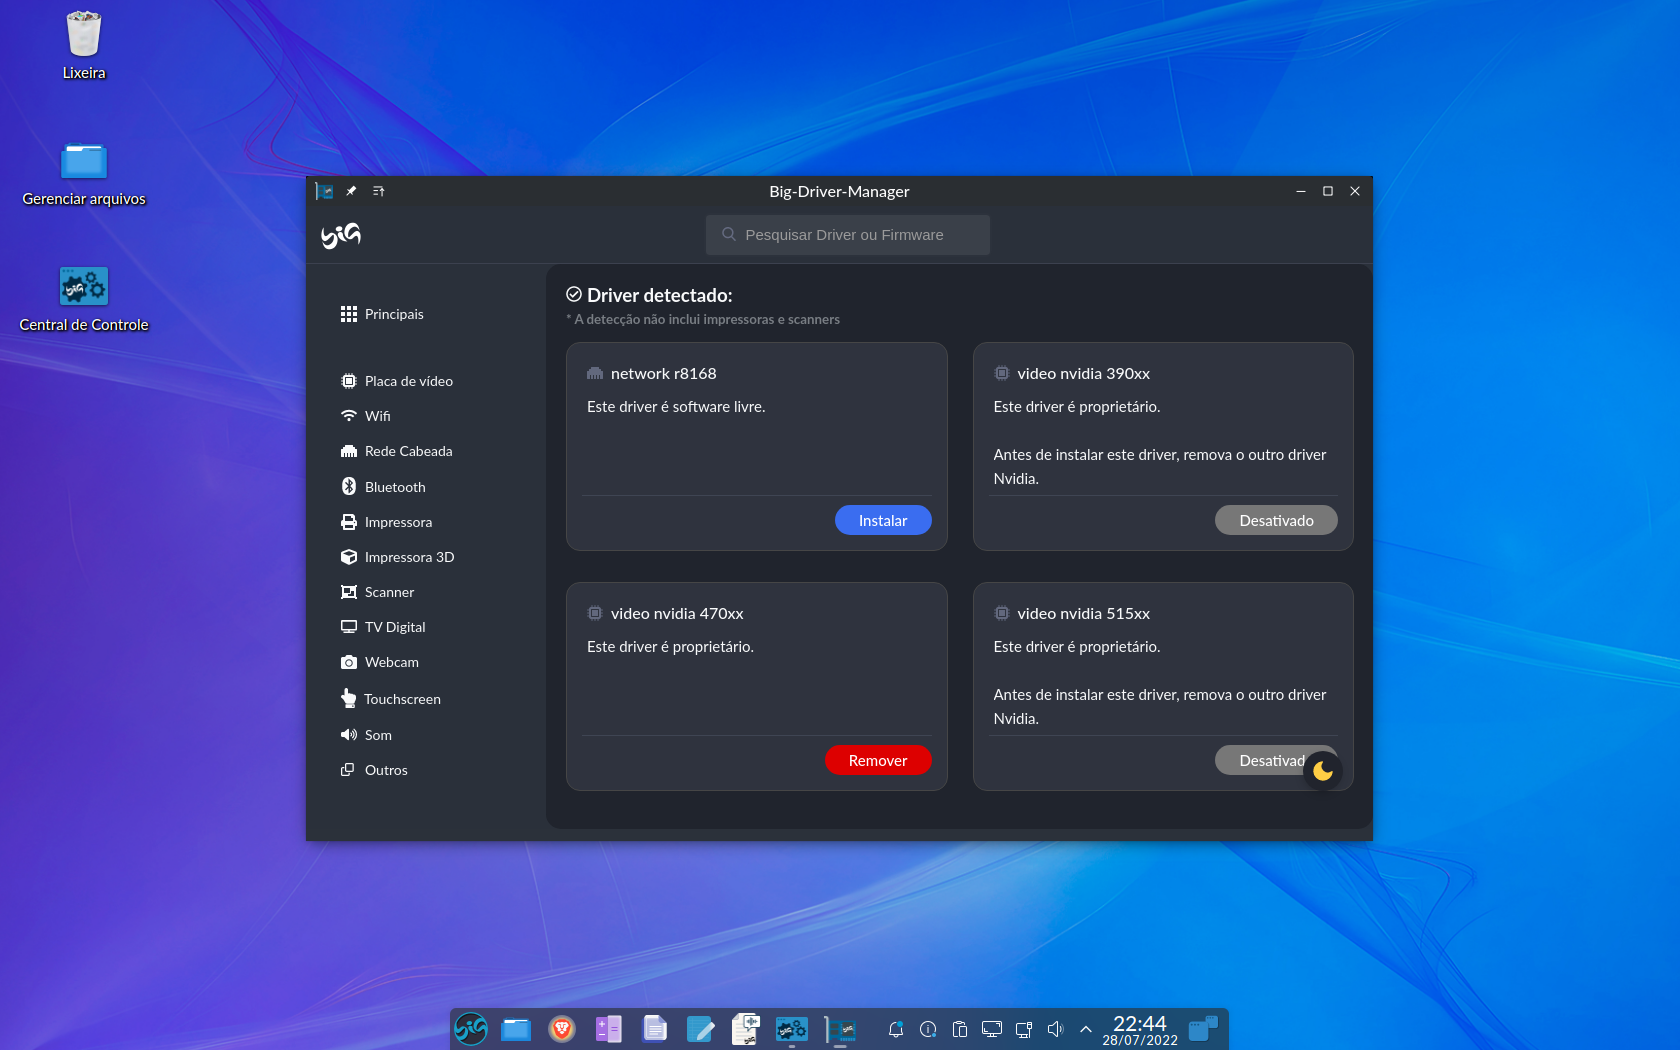 Lixeira
Gerenciar arquivos
Central de Controle
Big-Driver-Manager
BiG
Pesquisar Driver ou Firmware
Principais
Placa de vídeo
Wifi
Rede Cabeada
Bluetooth
Impressora
Impressora 3D
Scanner
TV Digital
Webcam
Touchscreen
Som
Outros
Driver detectado:
* A detecção não inclui impressoras e scanners
network r8168
Este driver é software livre.
Instalar
video nvidia 390xx
Este driver é proprietário.
Antes de instalar este driver, remova o outro driver
Nvidia.
Desativado
video nvidia 470xx
Este driver é proprietário.
Remover
video nvidia 515xx
Este driver é proprietário.
Antes de instalar este driver, remova o outro driver
Nvidia.
Desativad
22:44
28/07/2022